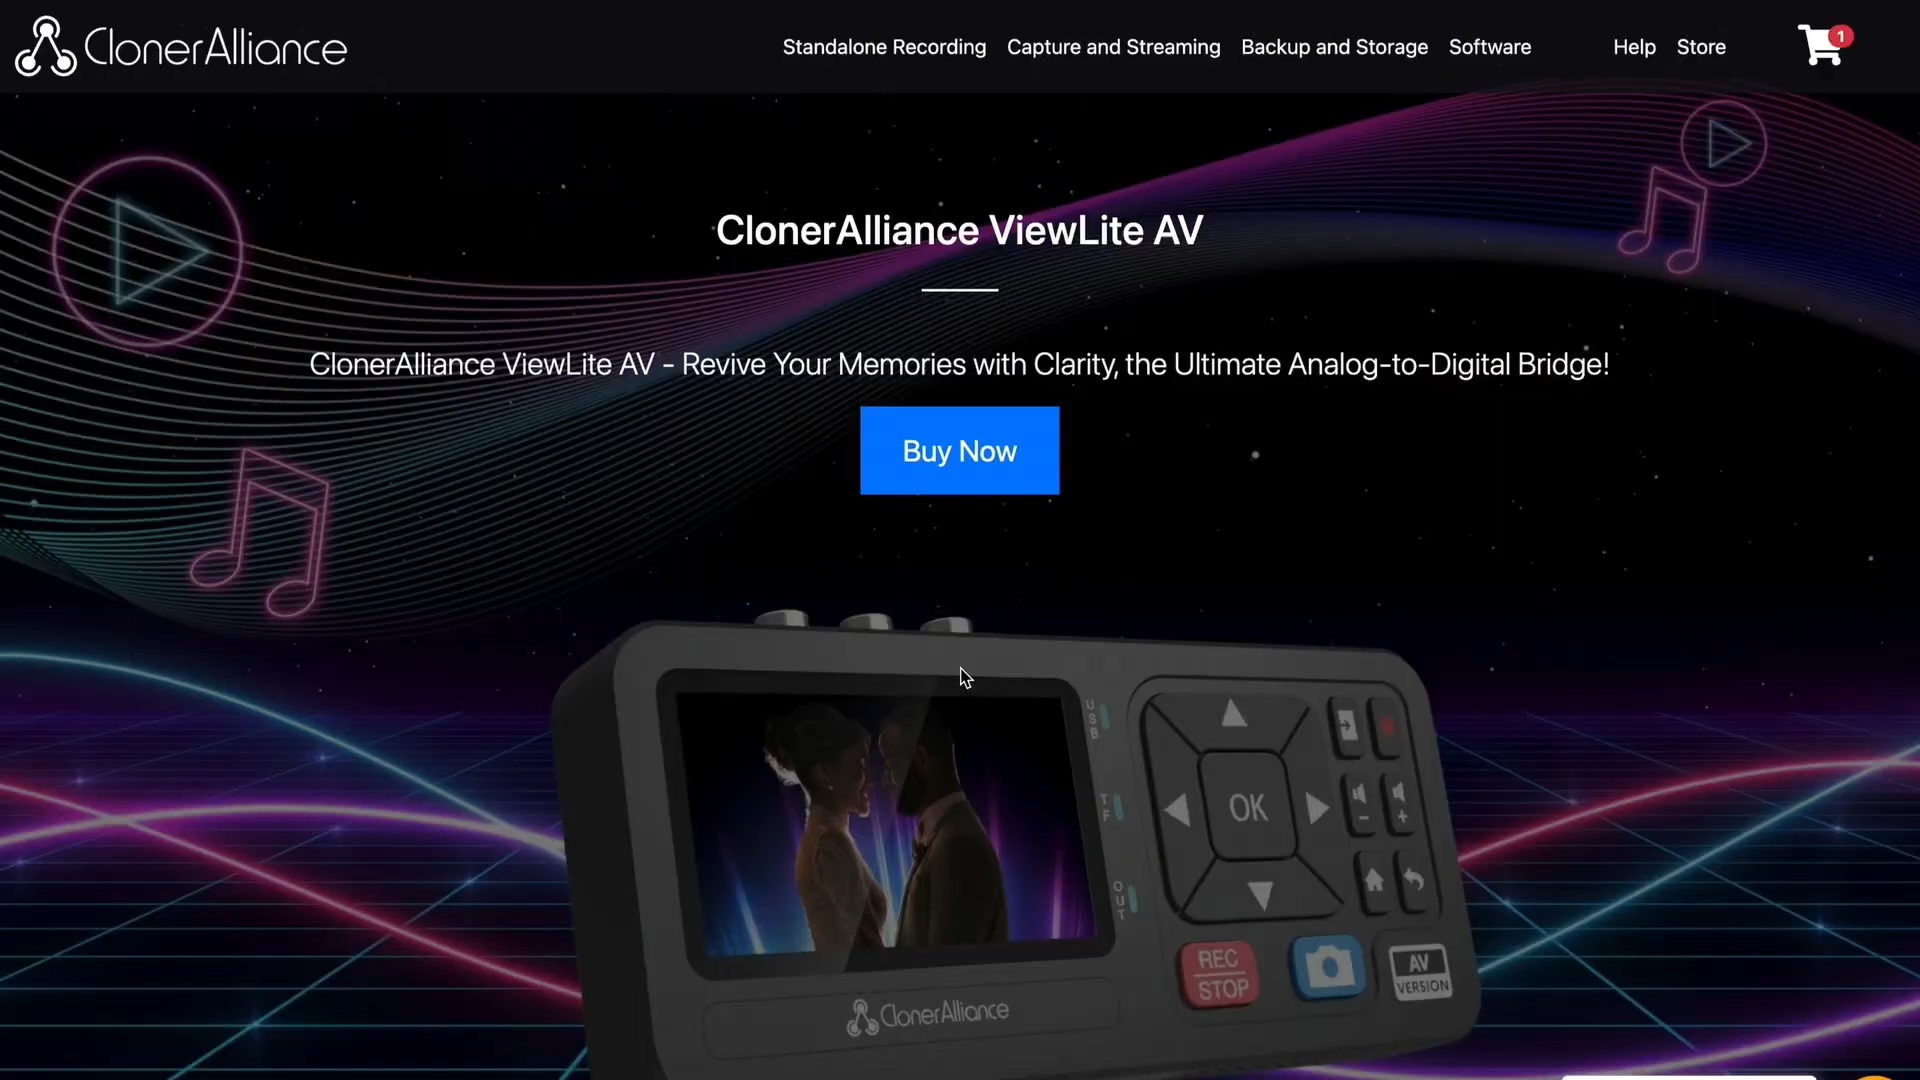 ClonerAlliance
Standalone Recording Capture and Streaming Backup and Storage Software Help Store
1
ClonerAlliance ViewLite AV
ClonerAlliance ViewLite AV - Revive Your Memories with Clarity, the Ultimate Analog-to-Digital Bridge!
Buy Now
USB
TF
OUT
OK
- +
REC
STOP
AV
VERSION
ClonerAlliance